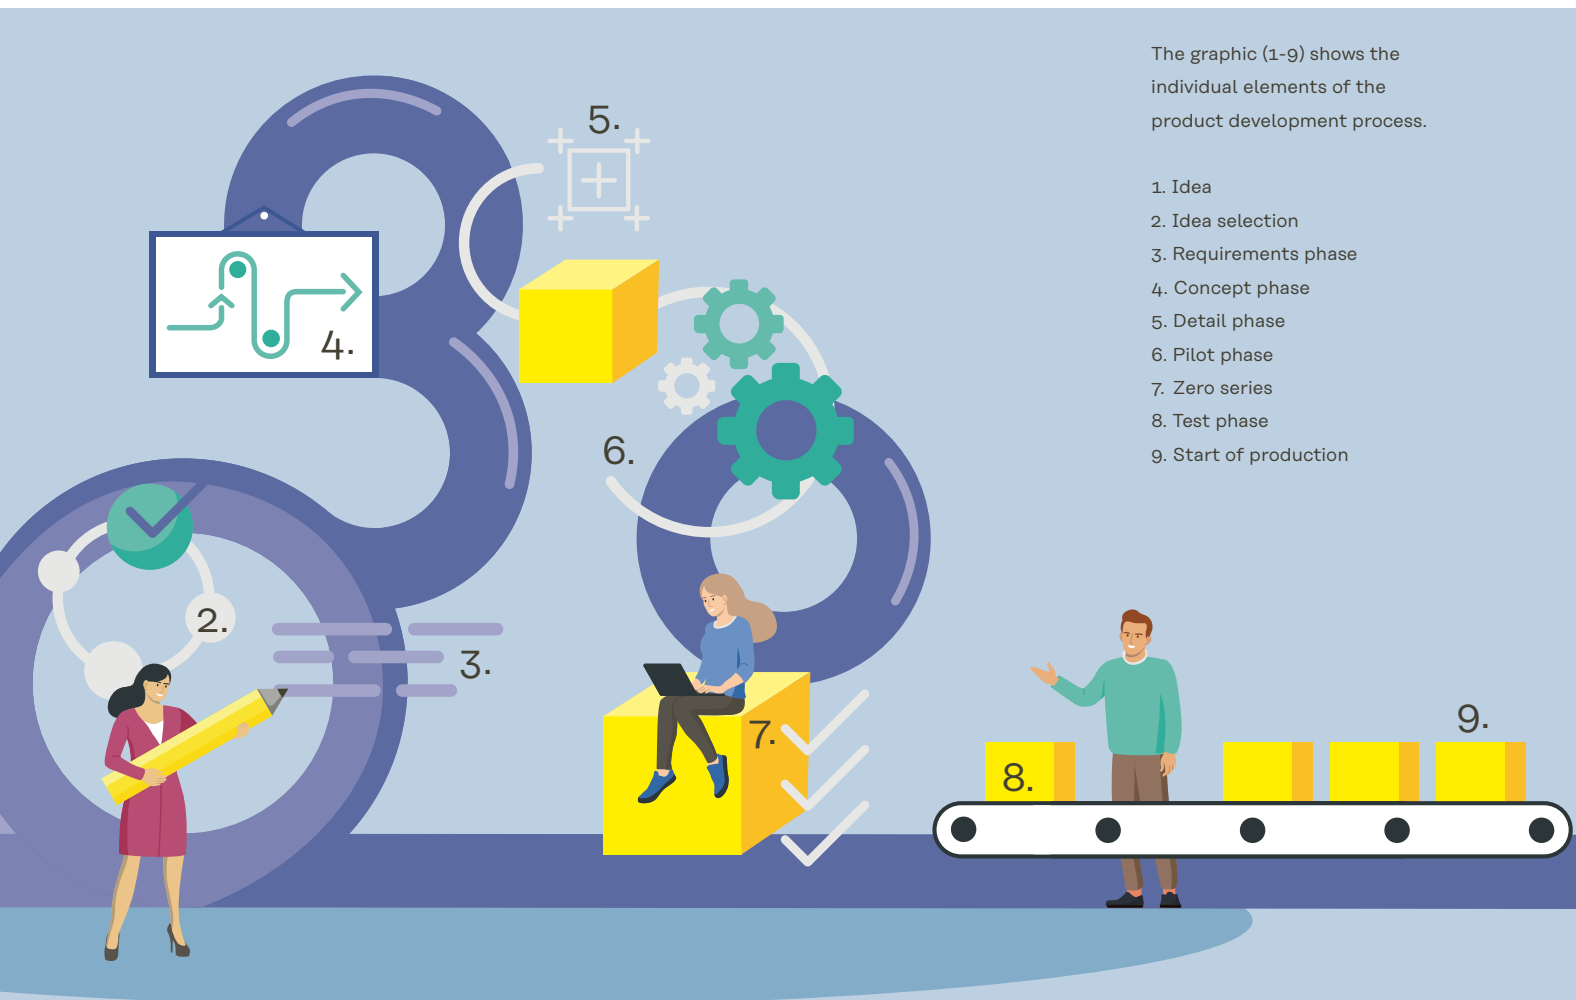 The graphic (1-9) shows the
individual elements of the
product development process.
1. Idea
2. Idea selection
3. Requirements phase
4. Concept phase
5. Detail phase
6. Pilot phase
7. Zero series
8. Test phase
9. Start of production
5.
4.
6.
2.
3.
7.
9.
8.